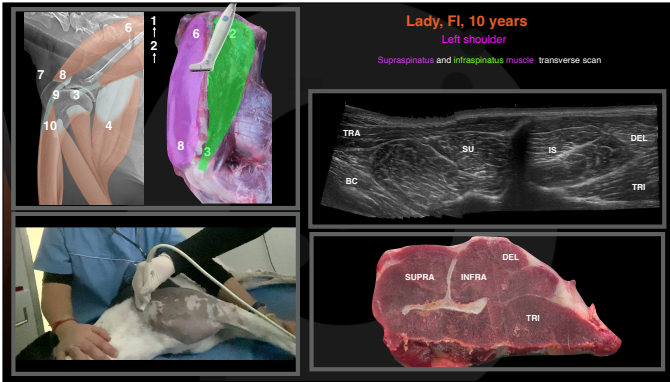 Lady, FI, 10 years
Left shoulder
Supraspinatus and infraspinatus muscle transverse scan
6
1
2
7
8
9
3
10
4
6
2
8
3
TRA
SU
IS
DEL
BC
TRI
SUPRA
INFRA
DEL
TRI